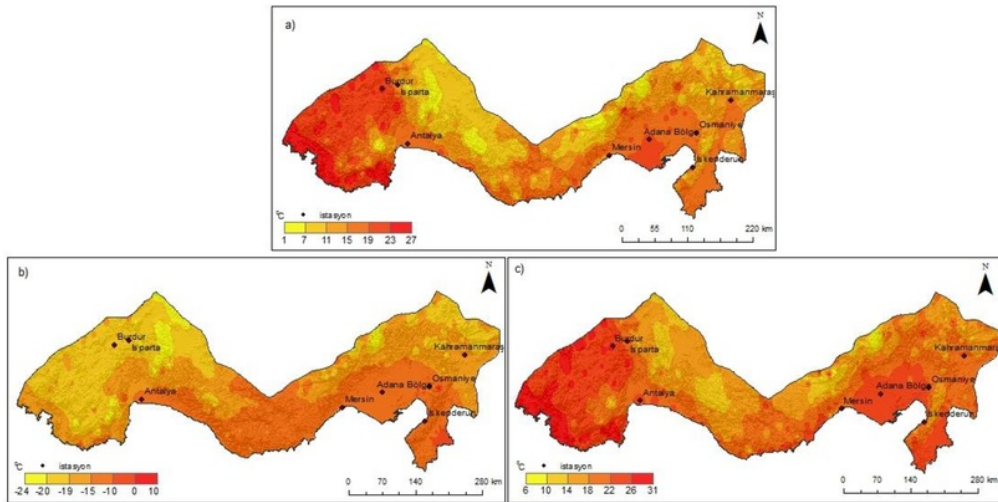 a)
N
Burdur
Isparta
Antalya
Mersin
Adana Bölge
Osmaniye
Kahramanmaraş
Iskenderun
°C
istasyon
1 7 11 15 19 23 27
0 55 110 220 km
b)
N
Burdur
Isparta
Antalya
Mersin
Adana Bölge
Osmaniye
Kahramanmaraş
Iskenderun
°C
istasyon
-24 -20 -19 -15 -10 0 10
0 70 140 280 km
c)
N
Burdur
Isparta
Antalya
Mersin
Adana Bölge
Osmaniye
Kahramanmaraş
Iskenderun
°C
istasyon
6 10 14 18 22 26 31
0 70 140 280 km